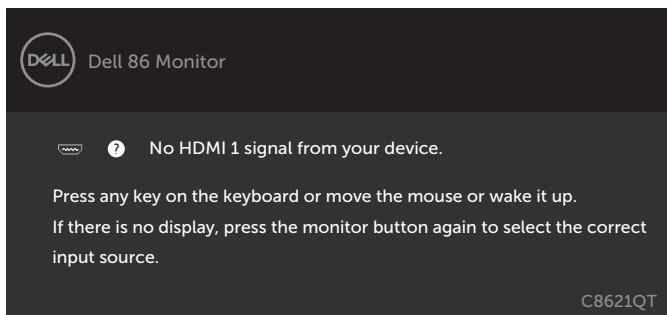 DELL
Dell 86 Monitor
? No HDMI 1 signal from your device.
Press any key on the keyboard or move the mouse or wake it up.
If there is no display, press the monitor button again to select the correct
input source.
C8621QT